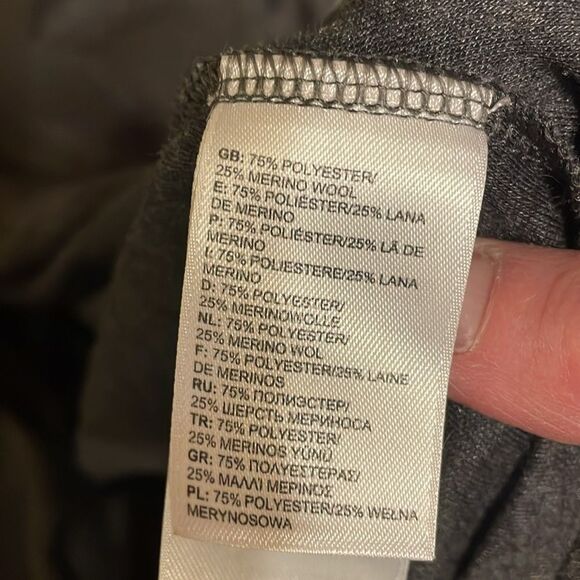 GB: 75% POLYESTER/
25% MERINO WOOL
E: 75% POLIÉSTER/25% LANA
DE MERINO
P: 75% POLIÉSTER/25% LÃ DE
MERINO
I: 75% POLIESTERE/25% LANA
MERINO
D: 75% POLYESTER/
25% MERINOWOLLE
NL: 75% POLYESTER/
25% MERINO WOL
F: 75% POLYESTER/25% LAINE
DE MERINOS
RU: 75% ПОЛИЭСТЕР/
25% ШЕРСТЬ МЕРИНОСА
TR: 75% POLYESTER/
25% MERINOS YÜNÜ
GR: 75% ΠΟΛΥΕΣΤΕΡΑΣ/
25% ΜΑΛΛΙ ΜΕΡΙΝΟΣ
PL: 75% POLYESTER/25% WEŁNA
MERYNOSOWA